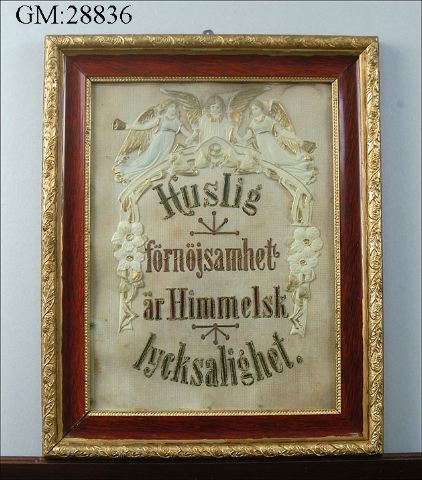 GM:28836
Huslig
förnöjsamhet
är Himmelsk
lycksalighet.